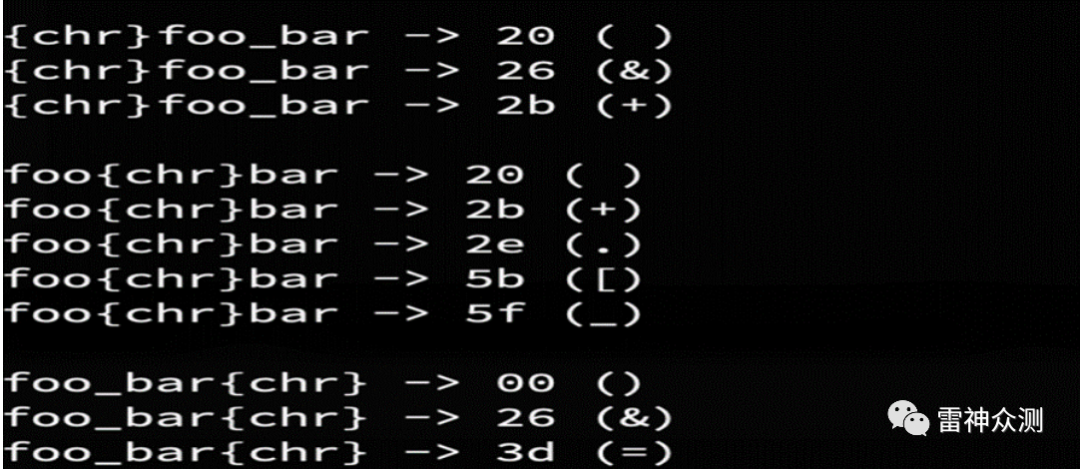 {chr}foo_bar -> 20 ( )
{chr}foo_bar -> 26 (&)
{chr}foo_bar -> 2b (+)
foo{chr}bar -> 20 ( )
foo{chr}bar -> 2b (+)
foo{chr}bar -> 2e (.)
foo{chr}bar -> 5b ([)
foo{chr}bar -> 5f (_)
foo_bar{chr} -> 00 ()
foo_bar{chr} -> 26 (&)
foo_bar{chr} -> 3d (=)
雷神众测